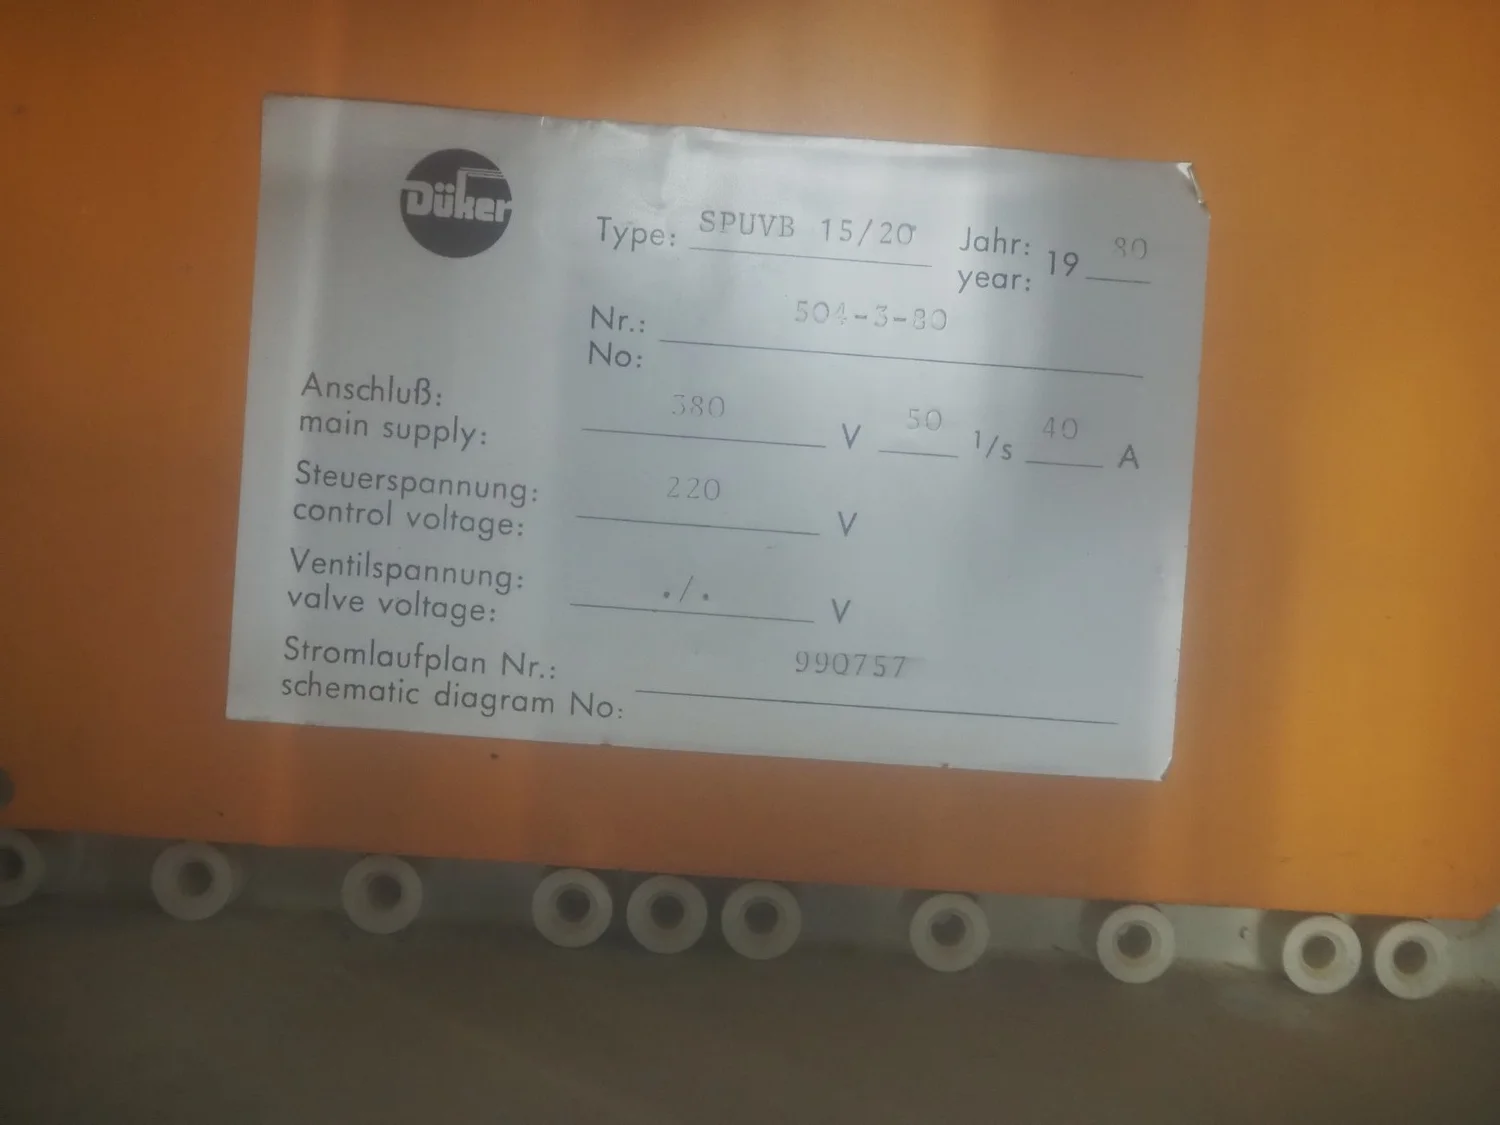 Düker
Type: SPUVB 15/20 Jahr: 19 80
year:
Nr.: 504-3-80
No:
Anschluß: 380 V 50 1/s 40 A
main supply:
Steuerspannung: 220 V
control voltage:
Ventilspannung: ./. V
valve voltage:
Stromlaufplan Nr.: 990757
schematic diagram No: